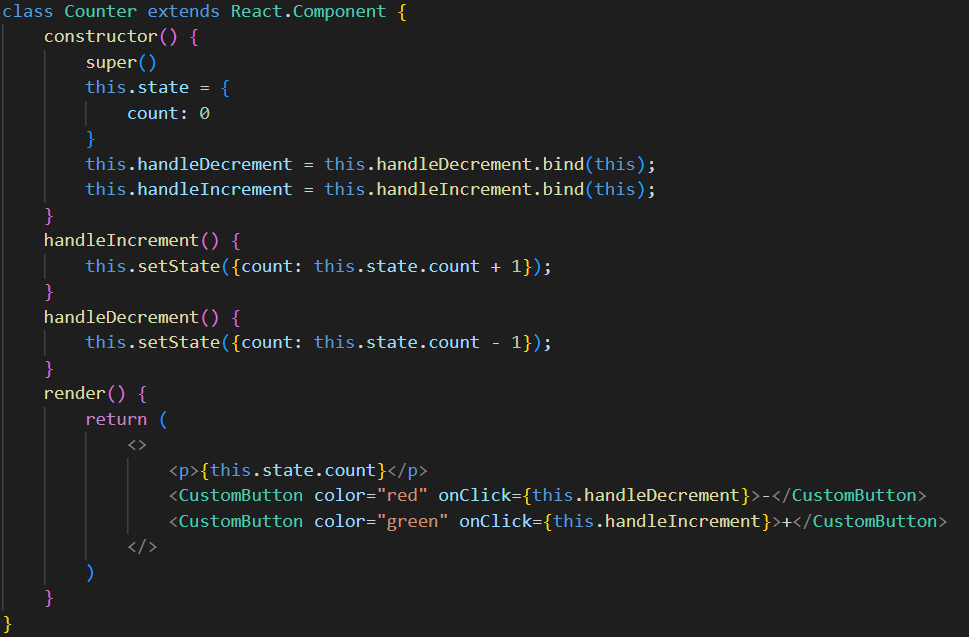 class Counter extends React.Component {
    constructor() {
        super()
        this.state = {
            count: 0
        }
        this.handleDecrement = this.handleDecrement.bind(this);
        this.handleIncrement = this.handleIncrement.bind(this);
    }
    handleIncrement() {
        this.setState({count: this.state.count + 1});
    }
    handleDecrement() {
        this.setState({count: this.state.count - 1});
    }
    render() {
        return (
            <>
                <p>{this.state.count}</p>
                <CustomButton color="red" onClick={this.handleDecrement}>-</CustomButton>
                <CustomButton color="green" onClick={this.handleIncrement}>+</CustomButton>
            </>
        )
    }
}